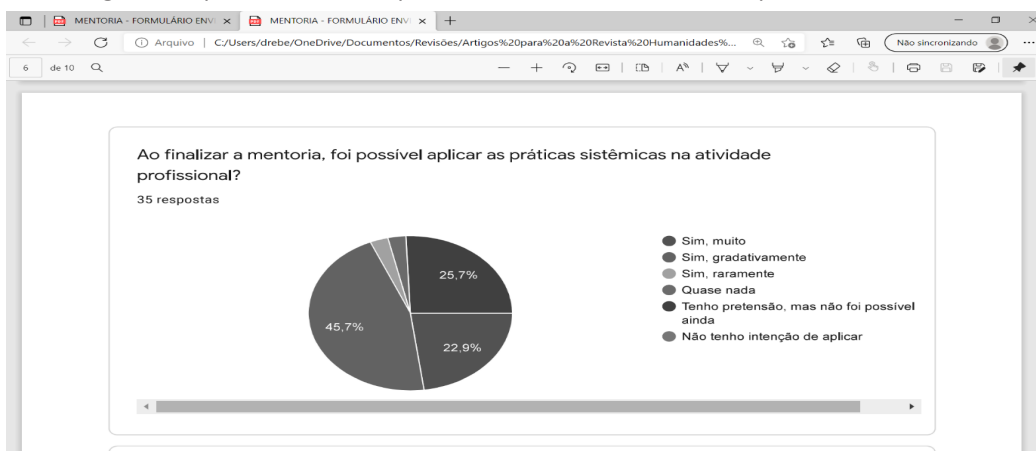 MENTORIA - FORMULÁRIO ENVI
MENTORIA - FORMULÁRIO ENVI
Arquivo | C:/Users/drebe/OneDrive/Documentos/Revisões/Artigos%20para%20a%20Revista%20Humanidades%...
Não sincronizando
6 de 10
Ao finalizar a mentoria, foi possível aplicar as práticas sistêmicas na atividade
profissional?
35 respostas
25,7%
45,7%
22,9%
Sim, muito
Sim, gradativamente
Sim, raramente
Quase nada
Tenho pretensão, mas não foi possível
ainda
Não tenho intenção de aplicar